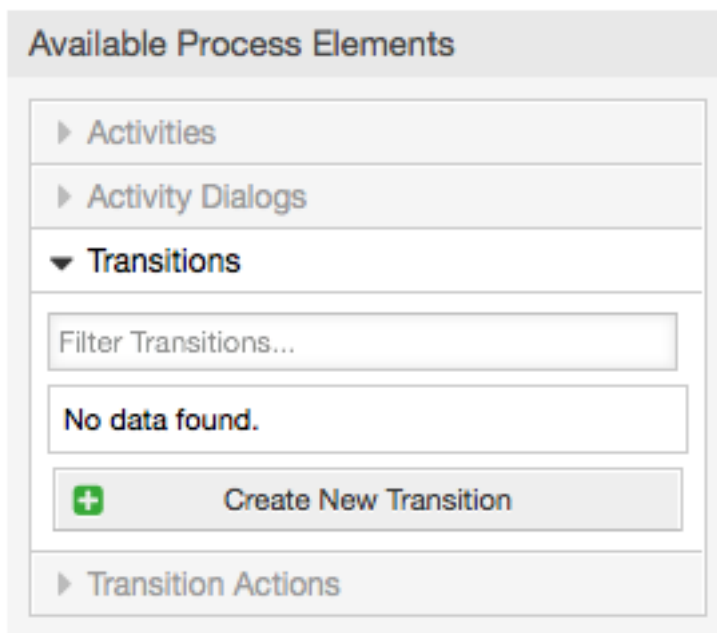 Available Process Elements
Activities
Activity Dialogs
Transitions
Filter Transitions...
No data found.
Create New Transition
Transition Actions